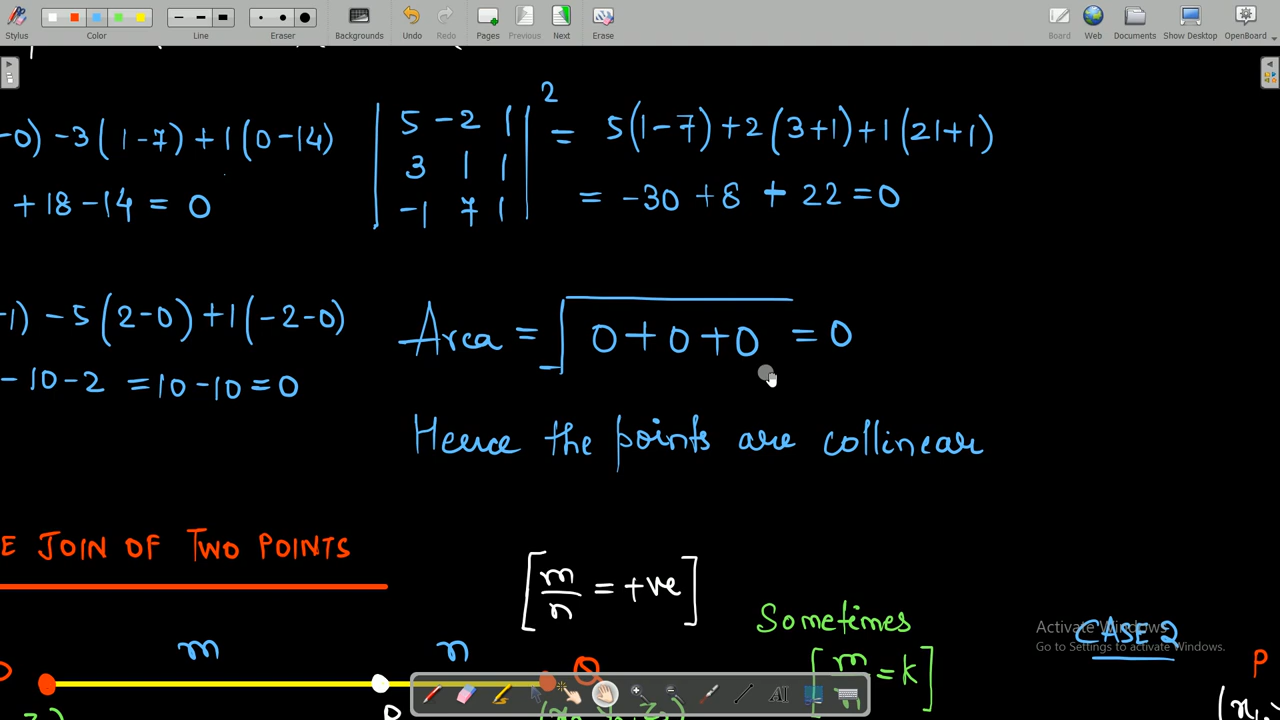 Stylus
Color
Line
Eraser
Backgrounds
Undo
Redo
Pages
Previous
Next
Erase
Board
Web
Documents
Show Desktop
OpenBoard
-0) -3(1-7) +1(0-14)
+18-14 = 0
| 5 -2 1 |² = 5(1-7)+2(3+1)+1(21+1)
3 1 1
-1 7 1
= -30 +8 + 22 = 0
-1) -5(2-0) +1(-2-0)
-10-2 =10-10=0
Area = √0+0+0 = 0
Hence the points are collinear
E JOIN OF TWO POINTS
[m/n = +ve]
Sometimes
[m/n = k]
CASE 2
m
n
Q
P
Activate Windows
Go to Settings to activate Windows.